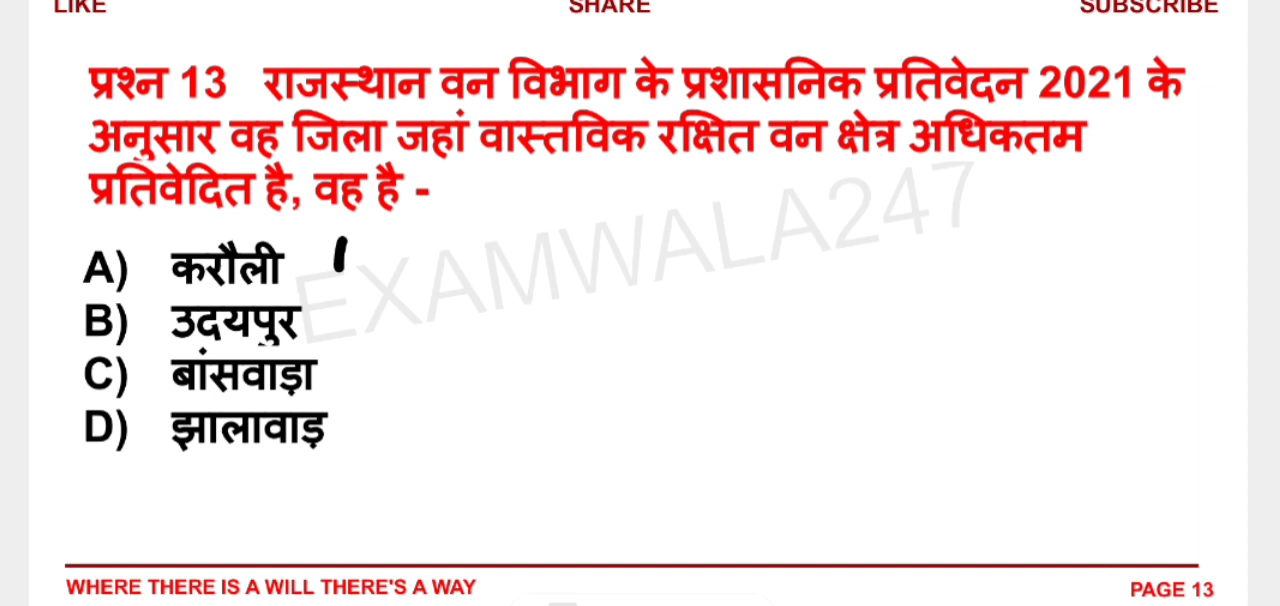 LIKE SHARE SUBSCRIBE
प्रश्न 13 राजस्थान वन विभाग के प्रशासनिक प्रतिवेदन 2021 के
अनुसार वह जिला जहां वास्तविक रक्षित वन क्षेत्र अधिकतम
प्रतिवेदित है, वह है -
EXAMWALA247
A) करौली
B) उदयपुर
C) बांसवाड़ा
D) झालावाड़
WHERE THERE IS A WILL THERE'S A WAY PAGE 13